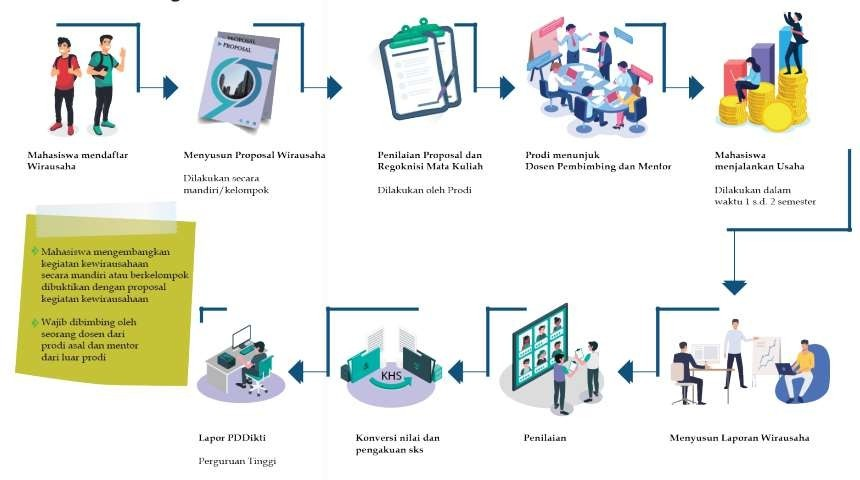 PROPOSAL
PROPOSAL
Mahasiswa mendaftar
Wirausaha
Menyusun Proposal Wirausaha
Dilakukan secara
mandiri/kelompok
Penilaian Proposal dan
Regoknisi Mata Kuliah
Dilakukan oleh Prodi
Prodi menunjuk
Dosen Pembimbing dan Mentor
Mahasiswa
menjalankan Usaha
Dilakukan dalam
waktu 1 s.d. 2 semester
Mahasiswa mengembangkan
kegiatan kewirausahaan
secara mandiri atau berkelompok
dibuktikan dengan proposal
kegiatan kewirausahaan
Wajib dibimbing oleh
seorang dosen dari
prodi asal dan mentor
dari luar prodi
Lapor PDDikti
Perguruan Tinggi
KHS
Konversi nilai dan
pengakuan sks
Penilaian
Menyusun Laporan Wirausaha